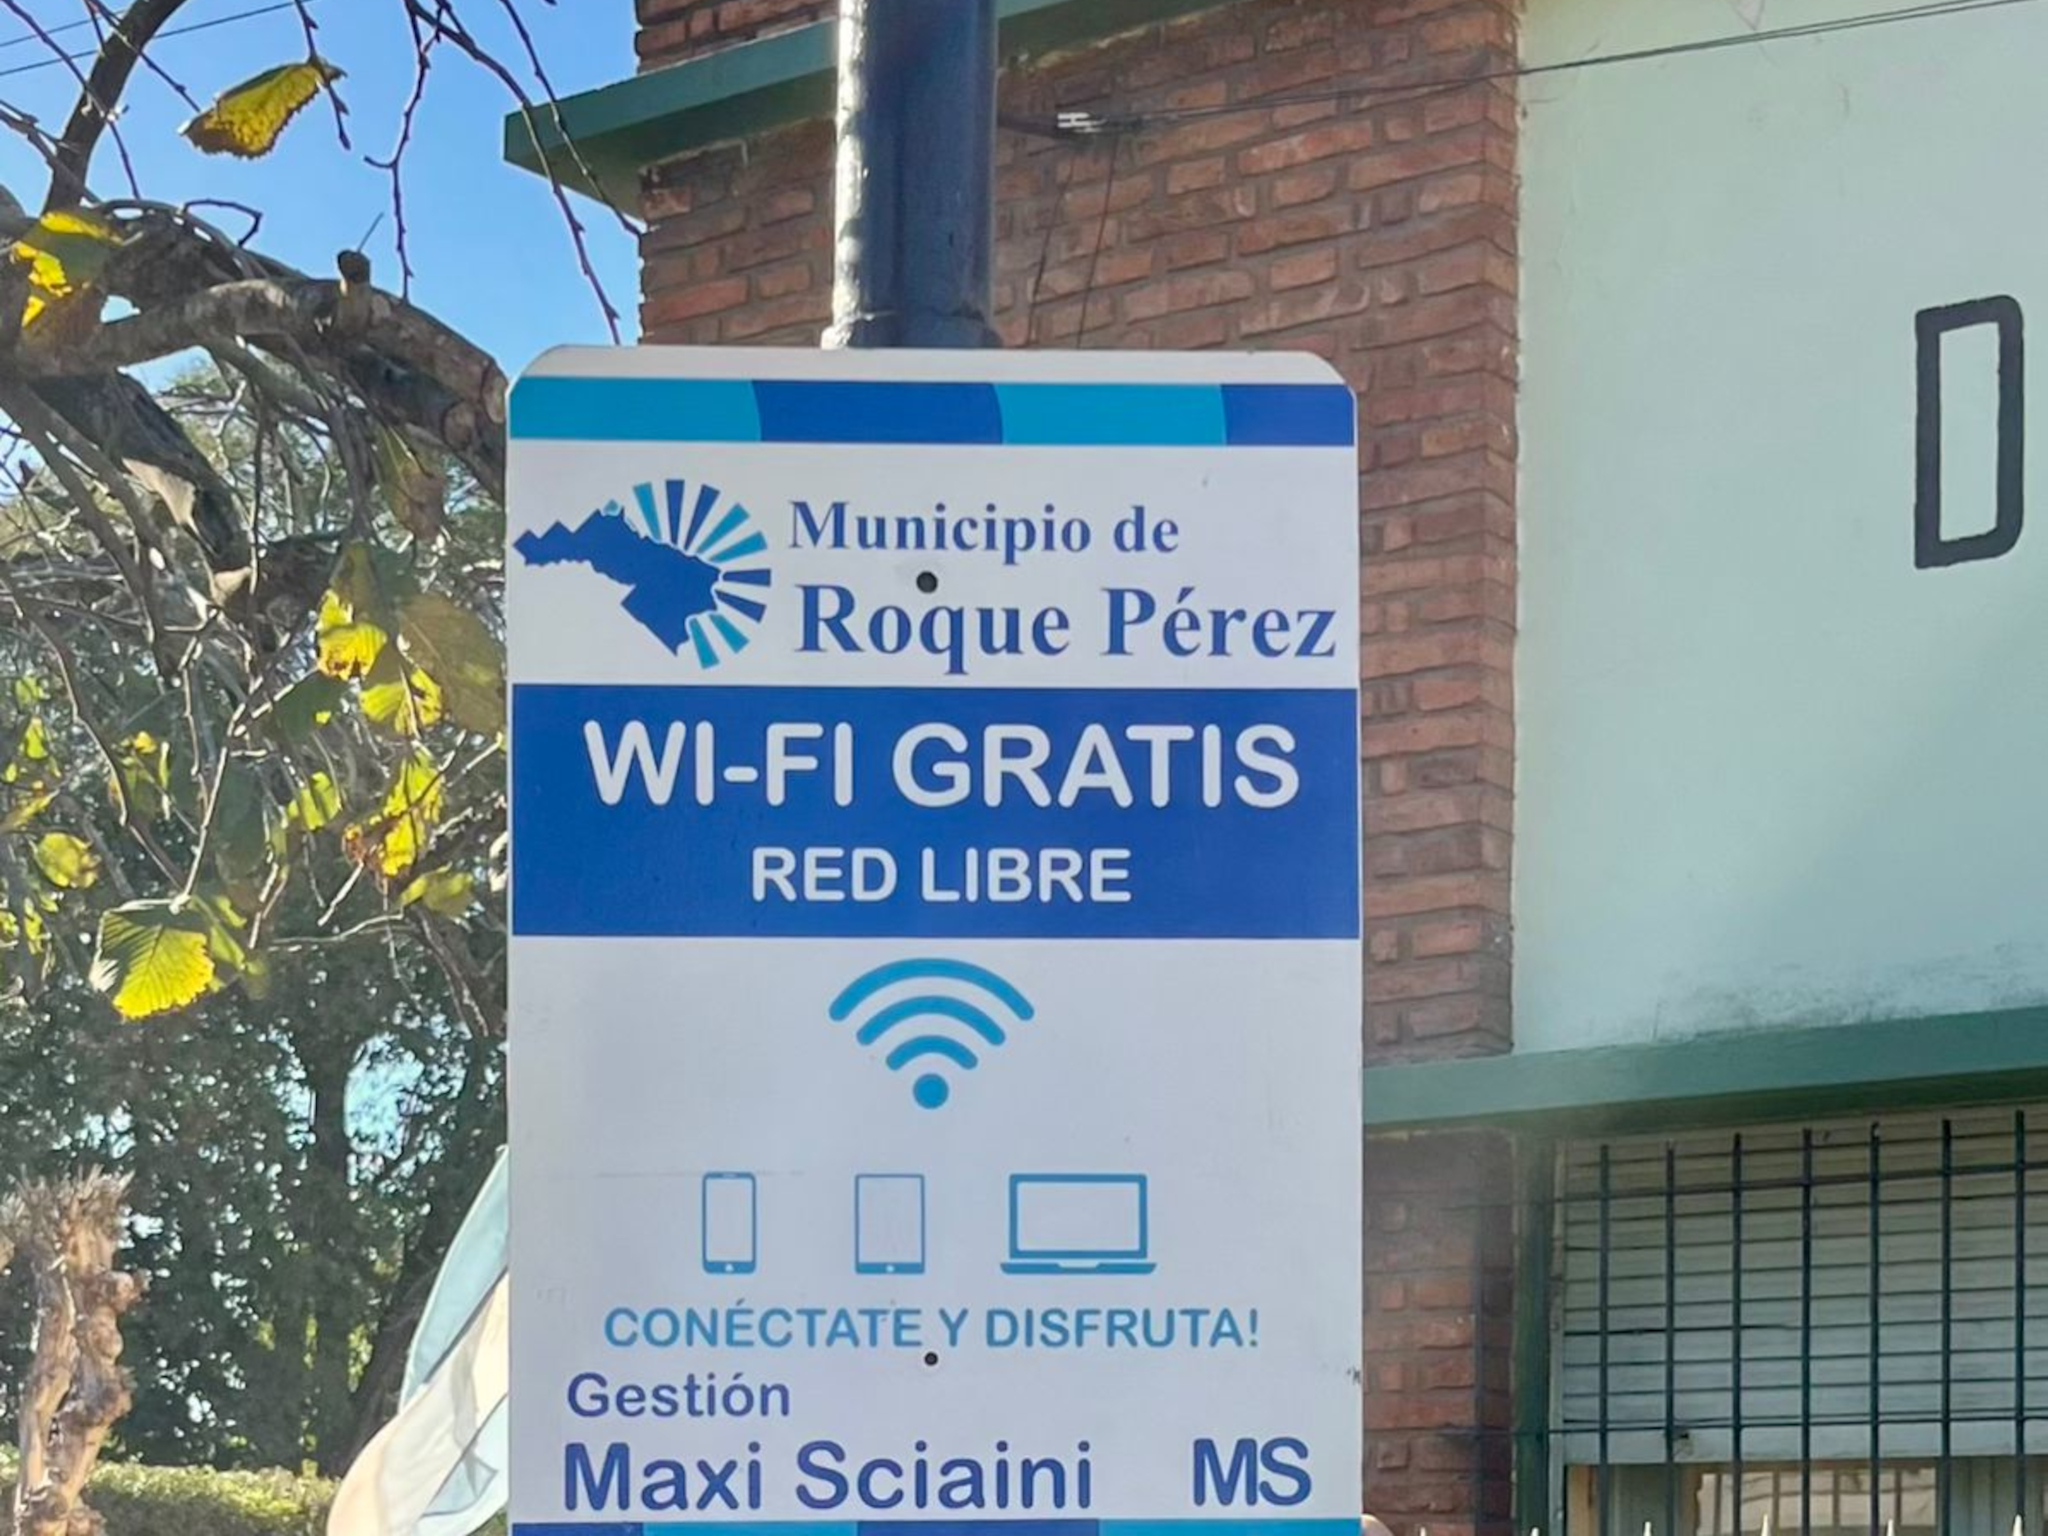 Municipio de
Roque Pérez
WI-FI GRATIS
RED LIBRE
CONÉCTATE Y DISFRUTA!
Gestión
Maxi Sciaini MS
D